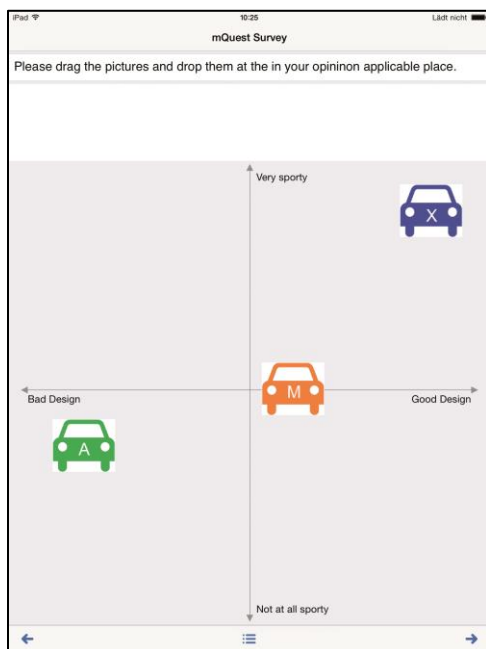 iPad 10:25 Lädt nicht
mQuest Survey
Please drag the pictures and drop them at the in your opininon applicable place.
Very sporty
X
M
Bad Design Good Design
A
Not at all sporty